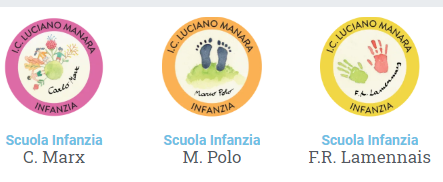 I.C. LUCIANO MANARA
Carlo Marx
INFANZIA
I.C. LUCIANO MANARA
Marco Polo
INFANZIA
I.C. LUCIANO MANARA
F.R. Lamennais
INFANZIA
Scuola Infanzia
C. Marx
Scuola Infanzia
M. Polo
Scuola Infanzia
F.R. Lamennais